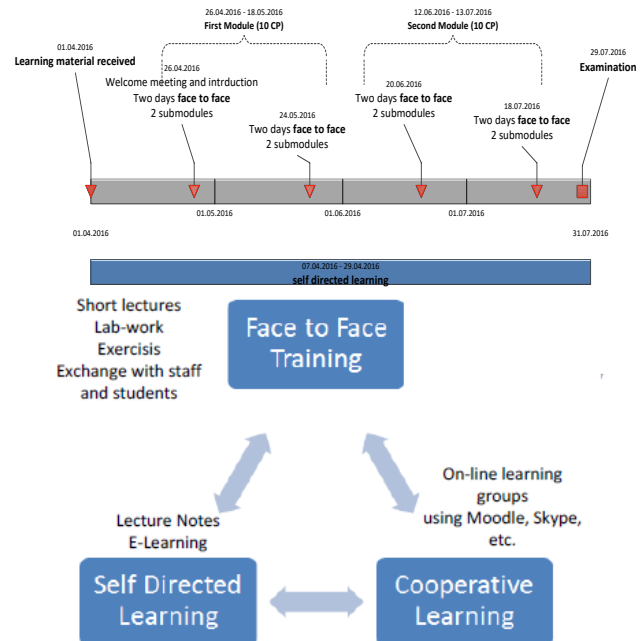 26.04.2016 - 18.05.2016
First Module (10 CP)
12.06.2016 - 13.07.2016
Second Module (10 CP)
01.04.2016
Learning material received
26.04.2016
Welcome meeting and intrduction
Two days face to face
2 submodules
24.05.2016
Two days face to face
2 submodules
20.06.2016
Two days face to face
2 submodules
18.07.2016
Two days face to face
2 submodules
29.07.2016
Examination
01.05.2016
01.06.2016
01.07.2016
01.04.2016
31.07.2016
07.04.2016 - 29.04.2016
self directed learning
Short lectures
Lab-work
Exercisis
Exchange with staff
and students
Face to Face
Training
On-line learning
groups
using Moodle, Skype,
etc.
Lecture Notes
E-Learning
Self Directed
Learning
Cooperative
Learning